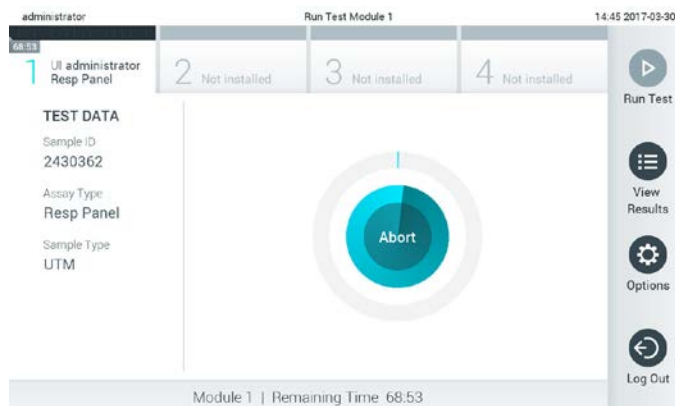 administrator
Run Test Module 1
14:45 2017-03-30
68:53
1 UI administrator
Resp Panel
2 Not installed
3 Not installed
4 Not installed
Run Test
TEST DATA
Sample ID
2430362
Assay Type
Resp Panel
Sample Type
UTM
Abort
View
Results
Options
Log Out
Module 1 | Remaining Time 68:53